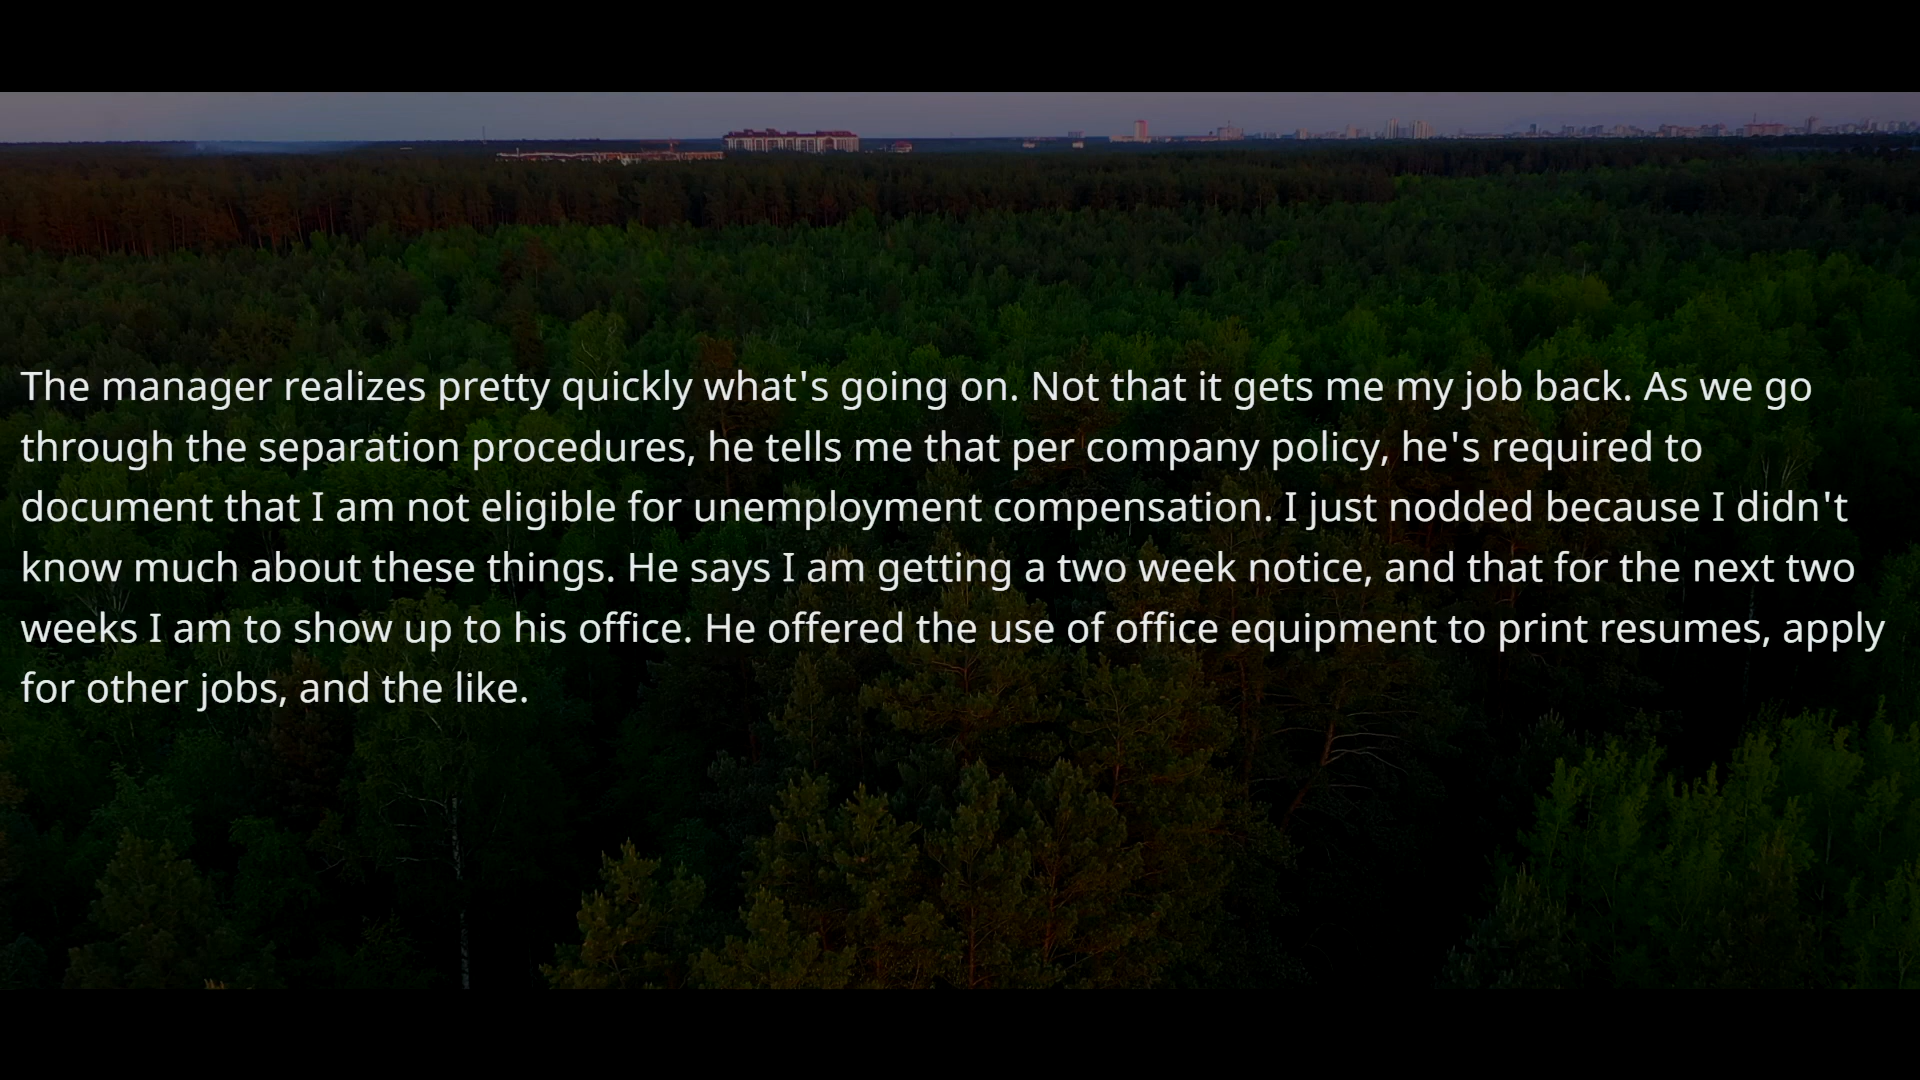 The manager realizes pretty quickly what's going on. Not that it gets me my job back. As we go
through the separation procedures, he tells me that per company policy, he's required to
document that I am not eligible for unemployment compensation. I just nodded because I didn't
know much about these things. He says I am getting a two week notice, and that for the next two
weeks I am to show up to his office. He offered the use of office equipment to print resumes, apply
for other jobs, and the like.